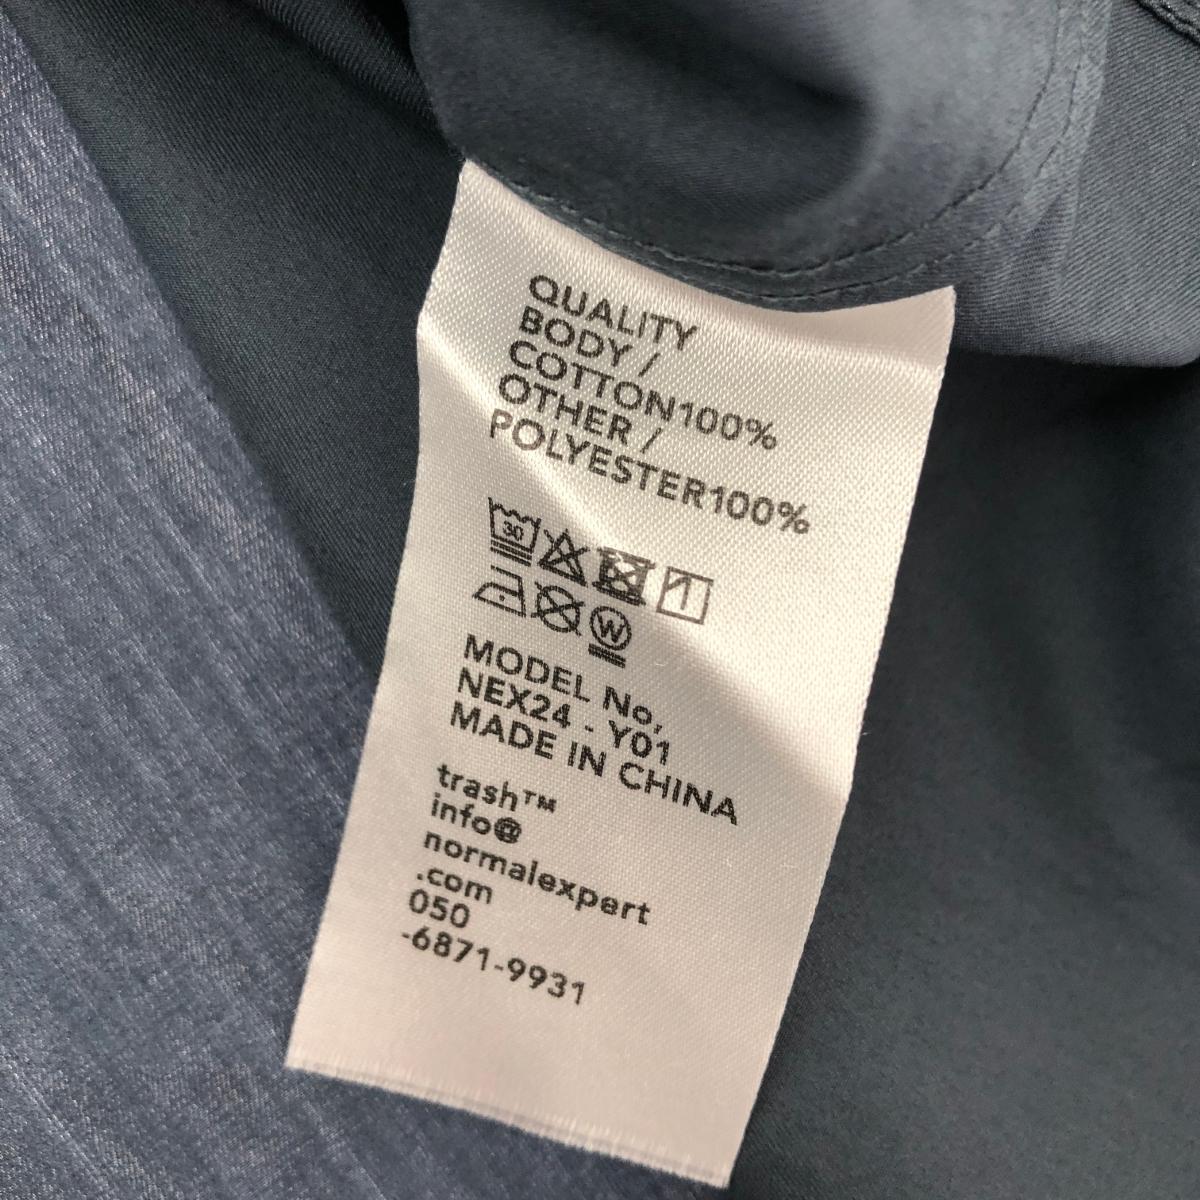 QUALITY
BODY /
COTTON100%
OTHER /
POLYESTER100%
30
W
MODEL No,
NEX24 - Y01
MADE IN CHINA
trash™
info@
normalexpert
.com
050
-6871-9931